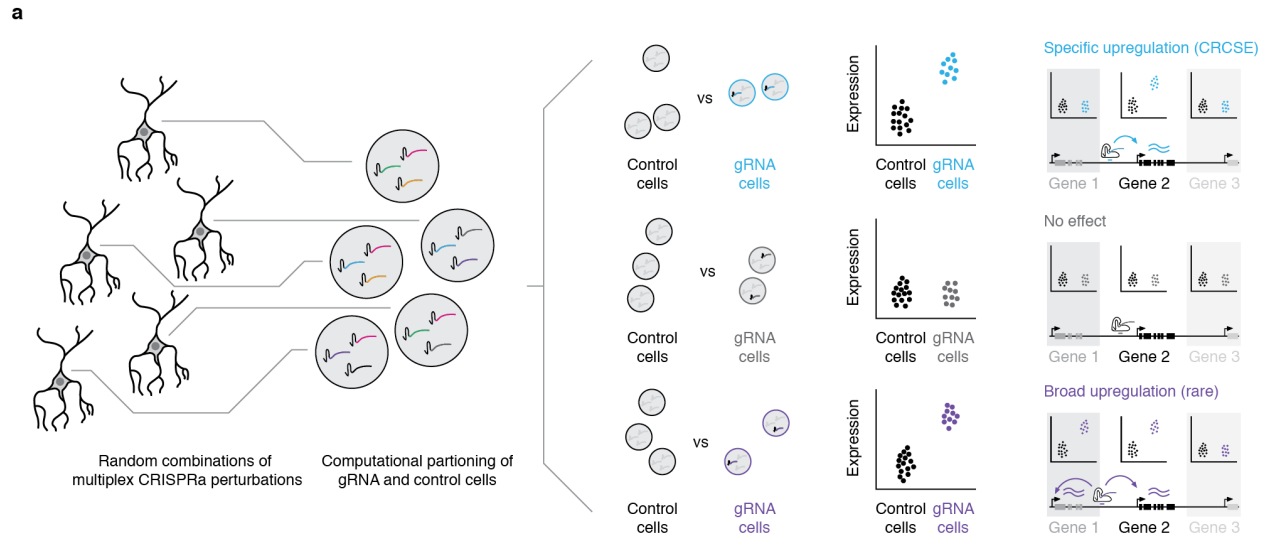 a
Random combinations of
multiplex CRISPRa perturbations
Computational partioning of
gRNA and control cells
vs
Control
cells
gRNA
cells
Expression
Control
cells
gRNA
cells
Specific upregulation (CRCSE)
Gene 1
Gene 2
Gene 3
vs
Control
cells
gRNA
cells
Expression
Control
cells
gRNA
cells
No effect
Gene 1
Gene 2
Gene 3
vs
Control
cells
gRNA
cells
Expression
Control
cells
gRNA
cells
Broad upregulation (rare)
Gene 1
Gene 2
Gene 3